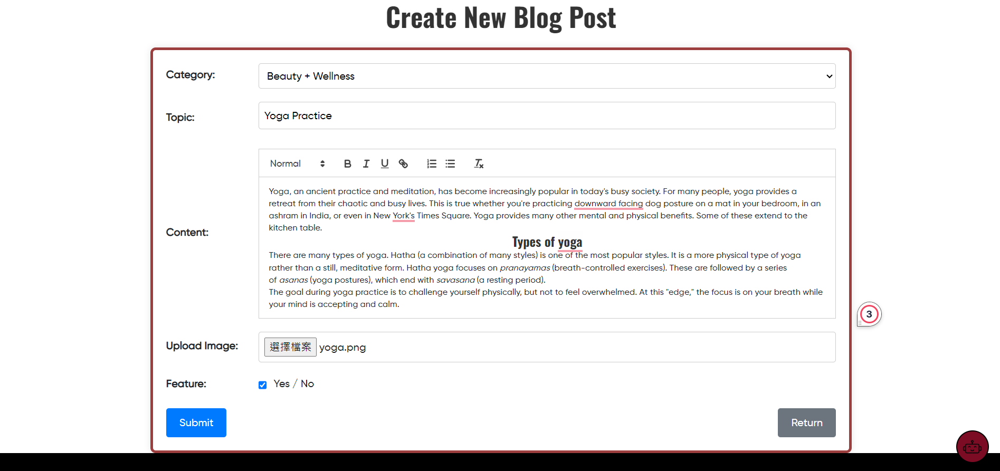 Create New Blog Post
Category:
Beauty + Wellness
Topic:
Yoga Practice
Normal
Content:
Yoga, an ancient practice and meditation, has become increasingly popular in today's busy society. For many people, yoga provides a
retreat from their chaotic and busy lives. This is true whether you're practicing downward facing dog posture on a mat in your bedroom, in an
ashram in India, or even in New York's Times Square. Yoga provides many other mental and physical benefits. Some of these extend to the
kitchen table.
Types of yoga
There are many types of yoga. Hatha (a combination of many styles) is one of the most popular styles. It is a more physical type of yoga
rather than a still, meditative form. Hatha yoga focuses on pranayamas (breath-controlled exercises). These are followed by a series
of asanas (yoga postures), which end with savasana (a resting period).
The goal during yoga practice is to challenge yourself physically, but not to feel overwhelmed. At this "edge," the focus is on your breath while
your mind is accepting and calm.
3
Upload Image:
選擇檔案 yoga.png
Feature:
Yes / No
Submit
Return